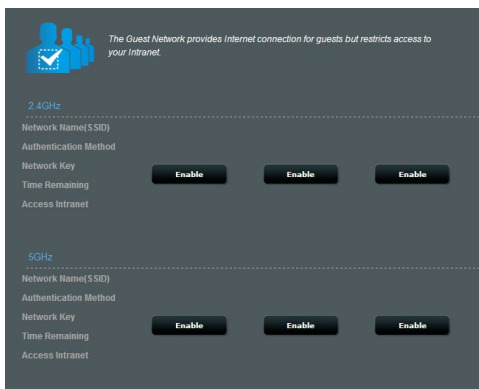 The Guest Network provides Internet connection for guests but restricts access to
your Intranet.
2.4GHz
Network Name(SSID)
Authentication Method
Network Key
Time Remaining
Access Intranet
Enable Enable Enable
5GHz
Network Name(SSID)
Authentication Method
Network Key
Time Remaining
Access Intranet
Enable Enable Enable